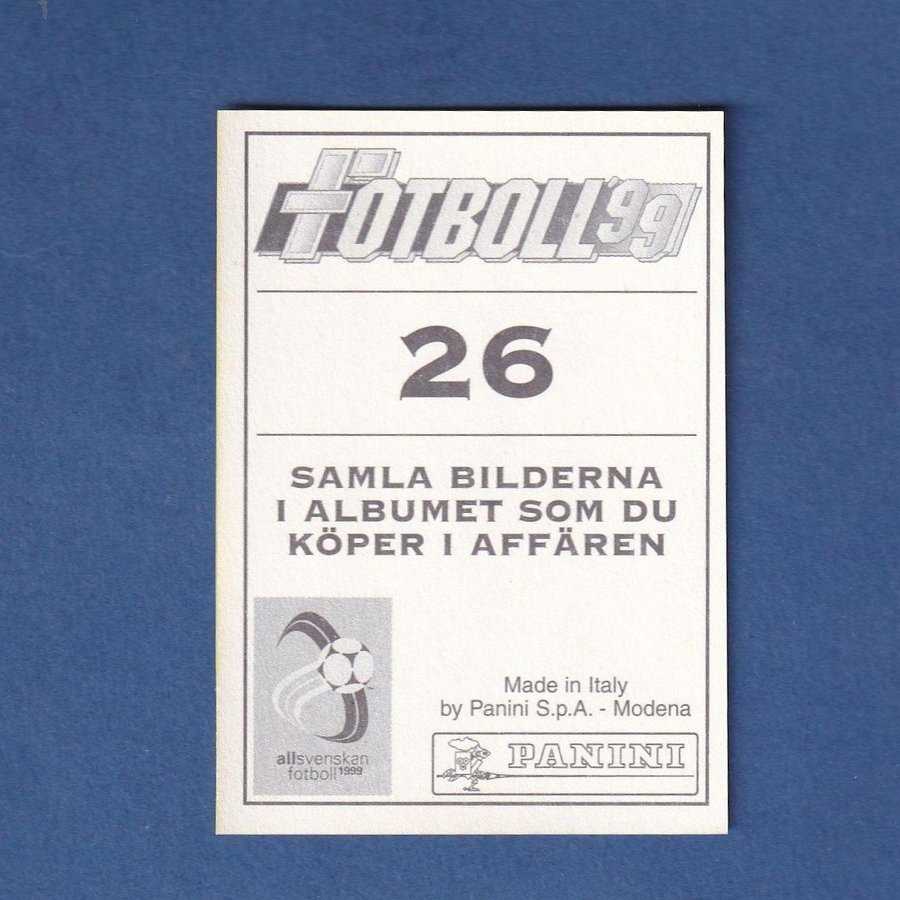 FOTBOLL'99
26
SAMLA BILDERNA
I ALBUMET SOM DU
KÖPER I AFFÄREN
allsvenskan
fotboll1999
Made in Italy
by Panini S.p.A. - Modena
PANINI